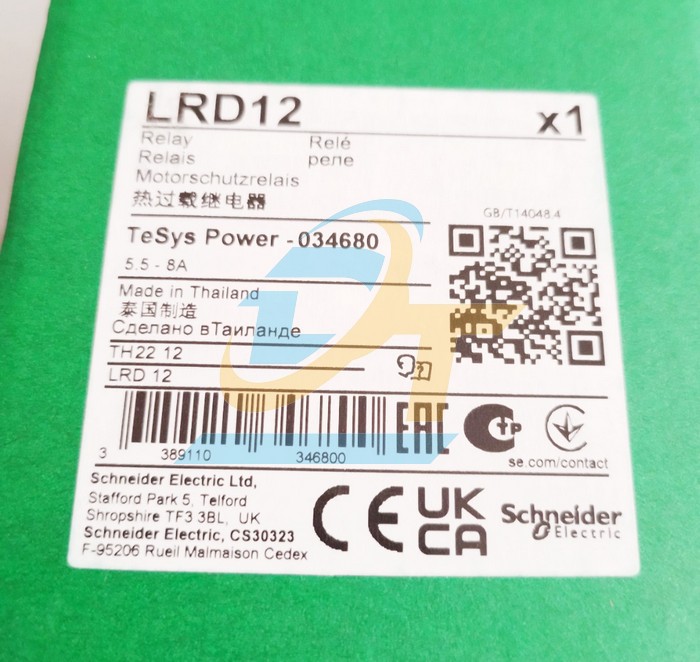 LRD12
x1
Relay Relé
Relais реле
Motorschutzrelais
热过载继电器
GB/T14048.4
TeSys Power - 034680
5.5 - 8A
Made in Thailand
泰国制造
Сделано вТаиланде
TH22 12
LRD 12
3 389110 346800
EAC
TP
se.com/contact
Schneider Electric Ltd,
Stafford Park 5, Telford
Shropshire TF3 3BL, UK
Schneider Electric, CS30323
F-95206 Rueil Malmaison Cedex
CE
UK
CA
Schneider
Electric